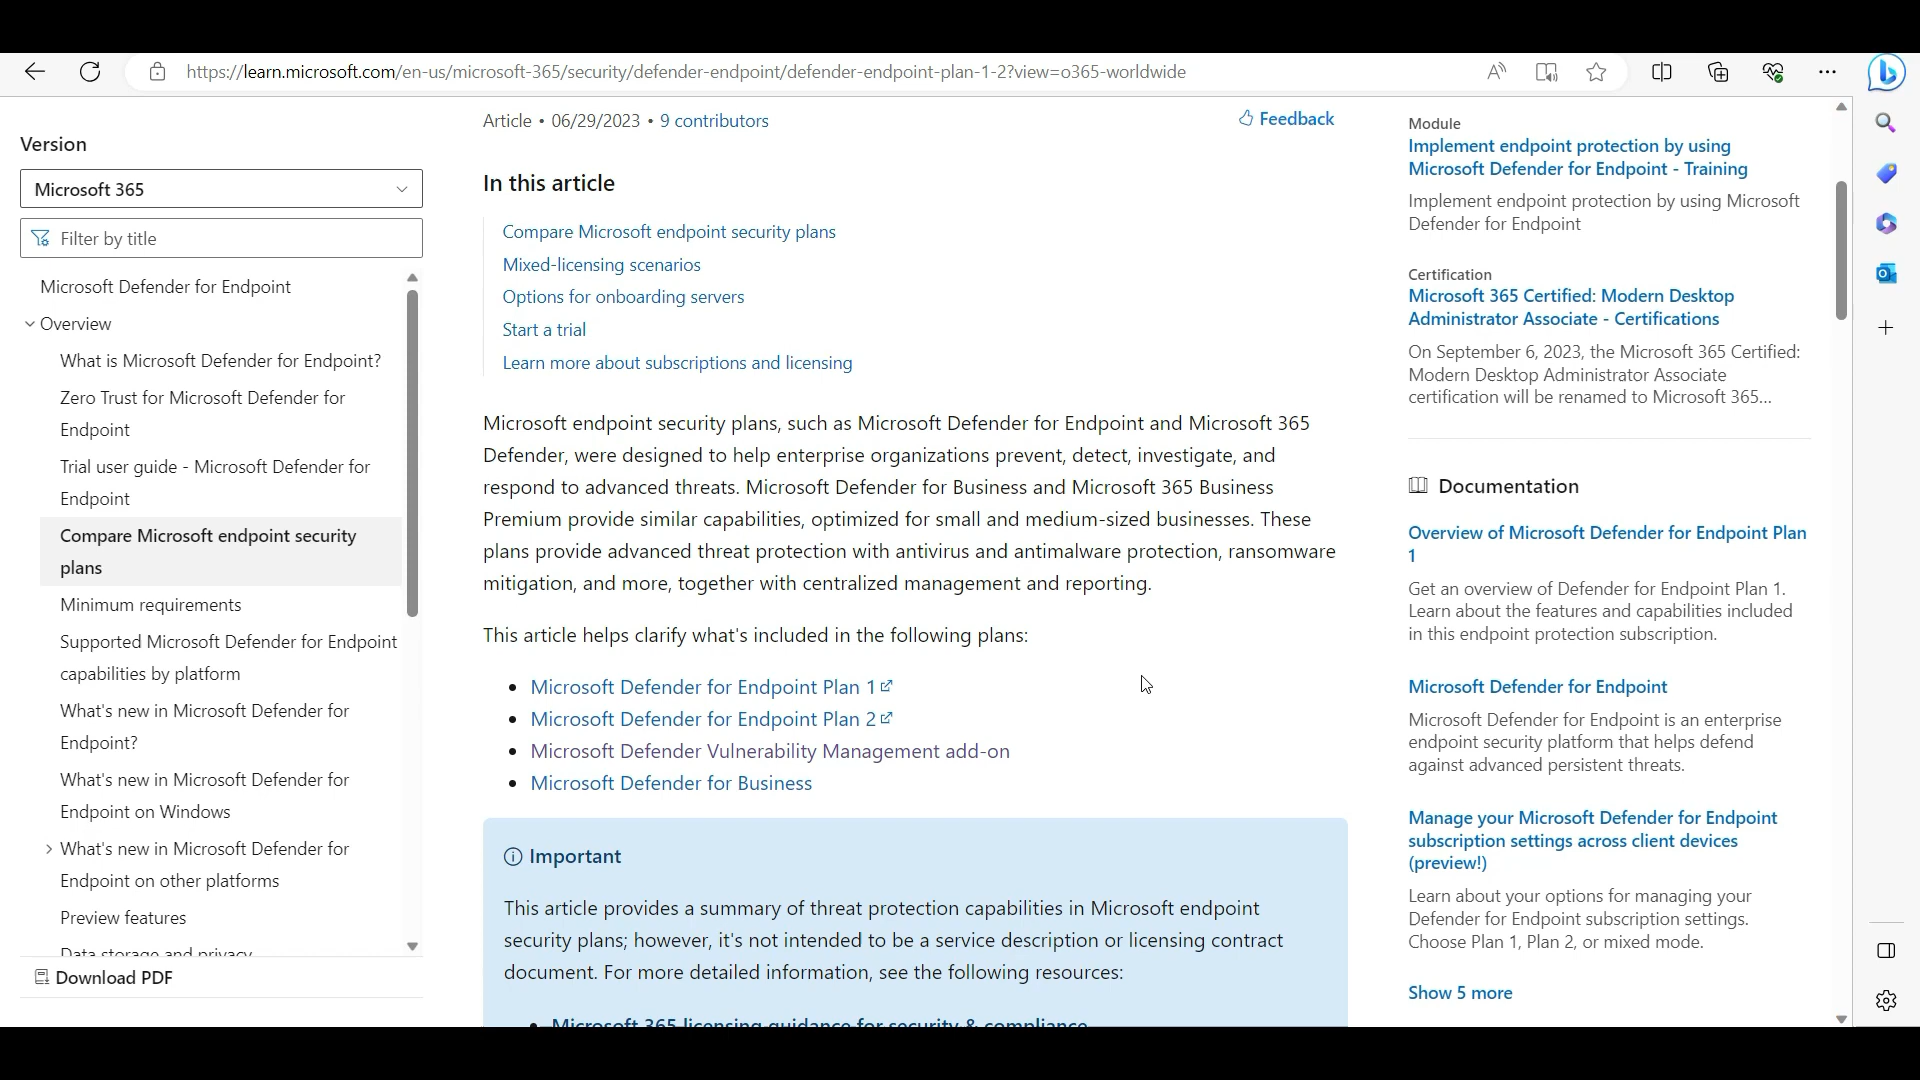 https://learn.microsoft.com/en-us/microsoft-365/security/defender-endpoint/defender-endpoint-plan-1-2?view=o365-worldwide
Version
Microsoft 365
Filter by title
Microsoft Defender for Endpoint
Overview
What is Microsoft Defender for Endpoint?
Zero Trust for Microsoft Defender for
Endpoint
Trial user guide - Microsoft Defender for
Endpoint
Compare Microsoft endpoint security
plans
Minimum requirements
Supported Microsoft Defender for Endpoint
capabilities by platform
What's new in Microsoft Defender for
Endpoint?
What's new in Microsoft Defender for
Endpoint on Windows
What's new in Microsoft Defender for
Endpoint on other platforms
Preview features
Data storage and privacy
Download PDF
Article • 06/29/2023 • 9 contributors
Feedback
In this article
Compare Microsoft endpoint security plans
Mixed-licensing scenarios
Options for onboarding servers
Start a trial
Learn more about subscriptions and licensing
Microsoft endpoint security plans, such as Microsoft Defender for Endpoint and Microsoft 365
Defender, were designed to help enterprise organizations prevent, detect, investigate, and
respond to advanced threats. Microsoft Defender for Business and Microsoft 365 Business
Premium provide similar capabilities, optimized for small and medium-sized businesses. These
plans provide advanced threat protection with antivirus and antimalware protection, ransomware
mitigation, and more, together with centralized management and reporting.
This article helps clarify what's included in the following plans:
• Microsoft Defender for Endpoint Plan 1
• Microsoft Defender for Endpoint Plan 2
• Microsoft Defender Vulnerability Management add-on
• Microsoft Defender for Business
Important
This article provides a summary of threat protection capabilities in Microsoft endpoint
security plans; however, it's not intended to be a service description or licensing contract
document. For more detailed information, see the following resources:
• Microsoft 365 licensing guidance for security & compliance
Module
Implement endpoint protection by using
Microsoft Defender for Endpoint - Training
Implement endpoint protection by using Microsoft
Defender for Endpoint
Certification
Microsoft 365 Certified: Modern Desktop
Administrator Associate - Certifications
On September 6, 2023, the Microsoft 365 Certified:
Modern Desktop Administrator Associate
certification will be renamed to Microsoft 365...
Documentation
Overview of Microsoft Defender for Endpoint Plan
1
Get an overview of Defender for Endpoint Plan 1.
Learn about the features and capabilities included
in this endpoint protection subscription.
Microsoft Defender for Endpoint
Microsoft Defender for Endpoint is an enterprise
endpoint security platform that helps defend
against advanced persistent threats.
Manage your Microsoft Defender for Endpoint
subscription settings across client devices
(preview!)
Learn about your options for managing your
Defender for Endpoint subscription settings.
Choose Plan 1, Plan 2, or mixed mode.
Show 5 more